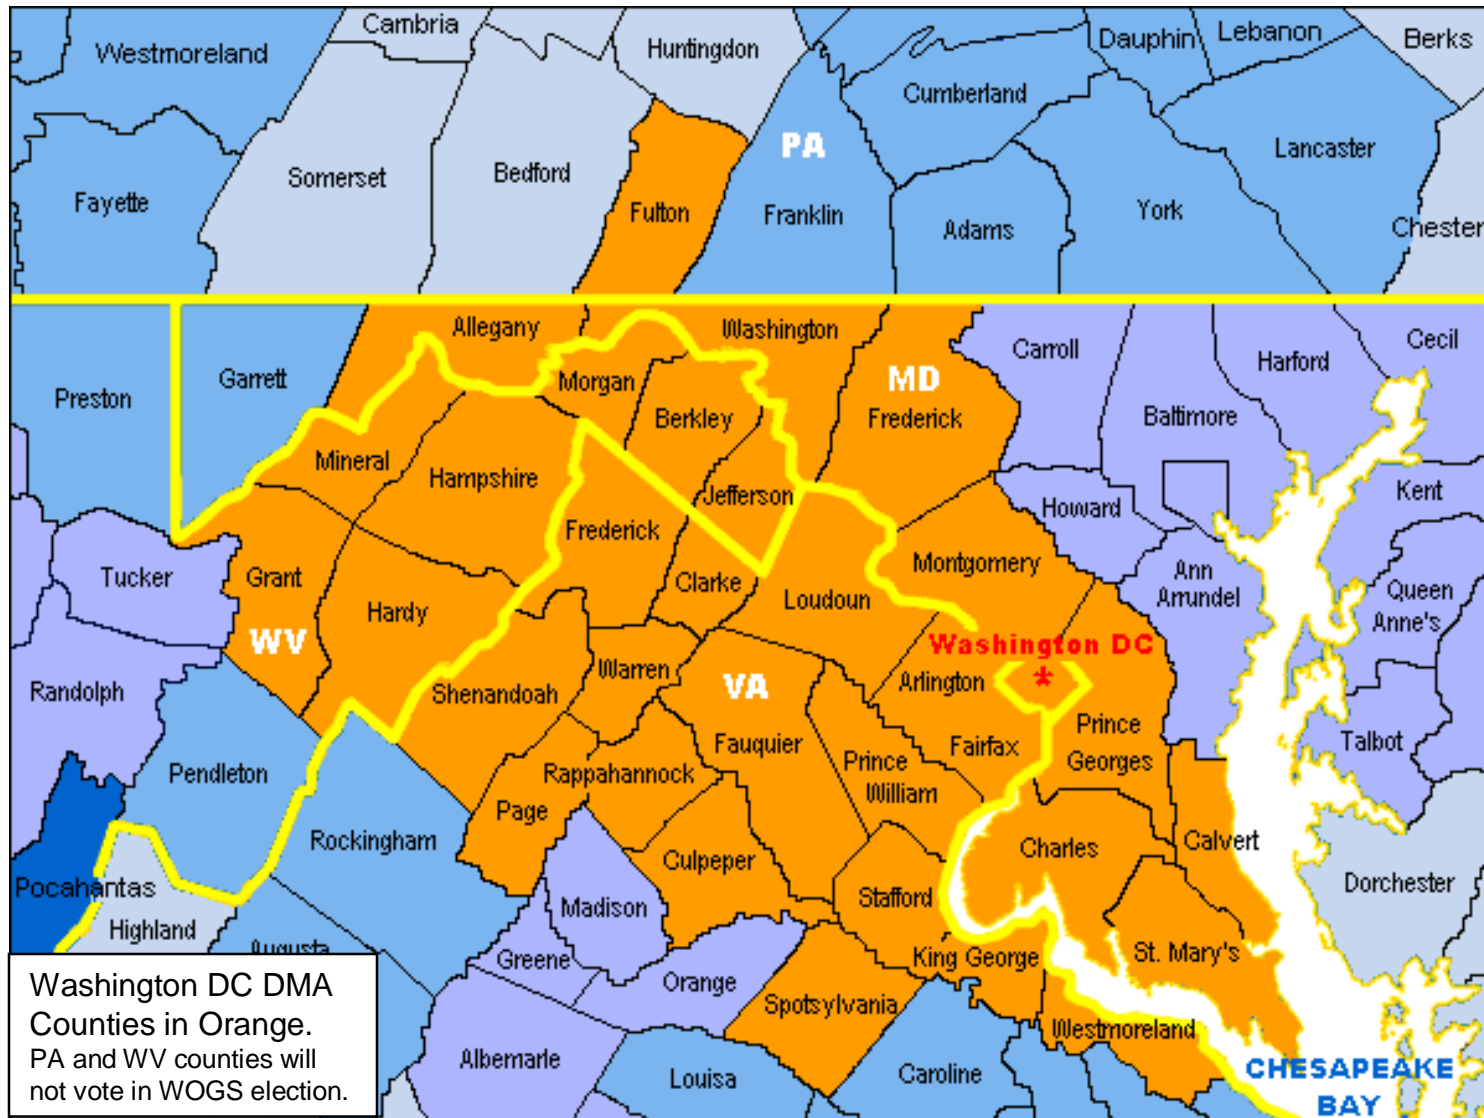 Westmoreland
Cambria
Huntingdon
Dauphin
Lebanon
Berks
Cumberland
PA
Lancaster
Somerset
Bedford
Fayette
Fulton
Franklin
Adams
York
Chester
Allegany
Washington
Garrett
Preston
Morgan
MD
Carroll
Harford
Cecil
Berkley
Frederick
Baltimore
Mineral
Hampshire
Jefferson
Kent
Howard
Frederick
Tucker
Grant
Hardy
Clarke
Loudoun
Montgomery
Ann
Arrundel
Queen
Anne's
WV
Washington DC
*
Randolph
Shenandoah
Warren
VA
Arlington
Prince
Georges
Talbot
Pendleton
Fauquier
Fairfax
Rappahannock
Prince
William
Page
Rockingham
Culpeper
Charles
Calvert
Pocahantas
Stafford
Dorchester
Highland
Madison
Augusta
Greene
Orange
King George
St. Mary's
Spotsylvania
Westmoreland
Albemarle
Louisa
Caroline
CHESAPEAKE
BAY
Washington DC DMA
Counties in Orange.
PA and WV counties will
not vote in WOGS election.